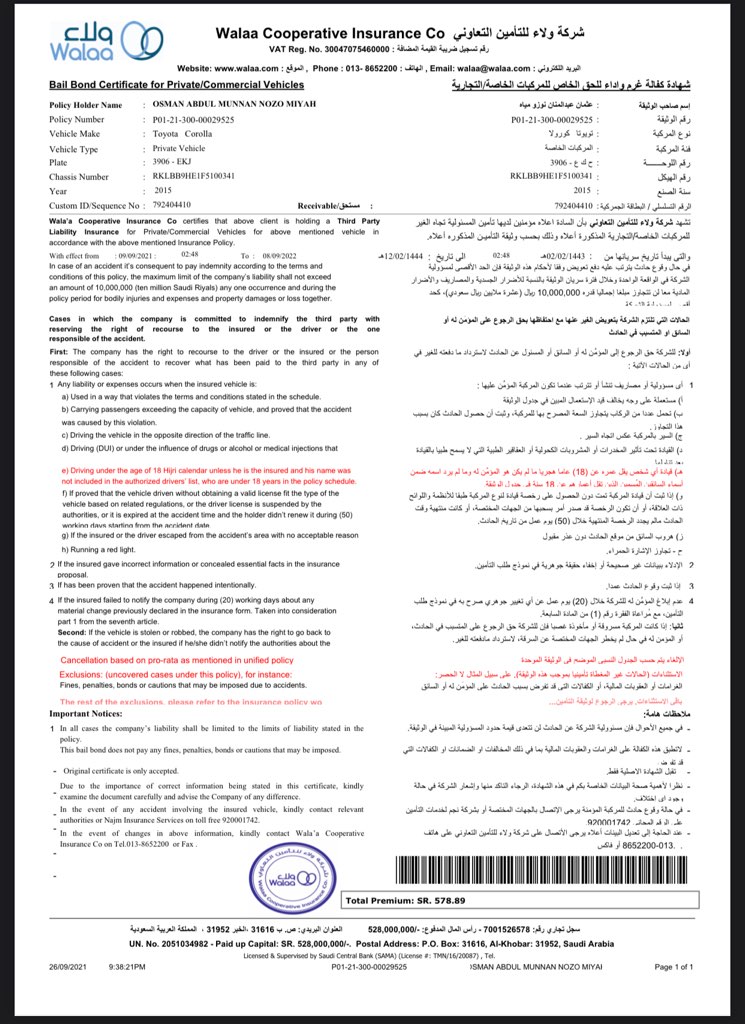 ولاء
Walaa
Walaa Cooperative Insurance Co شركة ولاء للتأمين التعاوني
VAT Reg. No. 30047075460000 : رقم تسجيل ضريبة القيمة المضافة
Website: www.walaa.com : الموقع , Phone : 013- 8652200 : الهاتف , Email: walaa@walaa.com : البريد الالكتروني
Bail Bond Certificate for Private/Commercial Vehicles
شهادة كفالة غرم واداء للحق الخاص للمركبات الخاصة/التجارية
Policy Holder Name : OSMAN ABDUL MUNNAN NOZO MIYAH
إسم صاحب الوثيقة : عثمان عبدالمنان نوزو مياه
Policy Number : P01-21-300-00029525
رقم الوثيقة : P01-21-300-00029525
Vehicle Make : Toyota Corolla
نوع المركبة : تويوتا كورولا
Vehicle Type : Private Vehicle
فئة المركبة : المركبات الخاصة
Plate : 3906 - EKJ
رقم اللوحــــة : ح ك ع - 3906
Chassis Number : RKLBB9HE1F5100341
رقم الهيكل : RKLBB9HE1F5100341
Year : 2015
سنة الصنع : 2015
Custom ID/Sequence No : 792404410 Receivable/مستحق :
الرقم التسلسلي / البطاقة الجمركية: 792404410
Wala'a Cooperative Insurance Co certifies that above client is holding a Third Party
Liability Insurance for Private/Commercial Vehicles for above mentioned vehicle in
accordance with the above mentioned Insurance Policy.
تشهد شركة ولاء للتأمين التعاوني بأن السادة اعلاه مؤمنين لديها تأمين المسئولية تجاه الغير
للمركبات الخاصة/التجارية المذكورة أعلاه وذلك بحسب وثيقة التأمين المذكوره أعلاه.
With effect from : 09/09/2021 : 02:48 To : 08/09/2022
والتي يبدأ تاريخ سريانها من : 02/02/1443هـ 02:48 الى تاريخ : 12/02/1444هـ
In case of an accident it's consequent to pay indemnity according to the terms and
conditions of this policy, the maximum limit of the company's liability shall not exceed
an amount of 10,000,000 (ten million Saudi Riyals) any one occurrence and during the
policy period for bodily injuries and expenses and property damages or loss together.
في حال وقوع حادث يترتب عليه دفع تعويض وفقا لأحكام هذه الوثيقة فإن الحد الأقصى لمسؤولية
الشركة في الواقعة الواحدة وخلال فترة سريان الوثيقة بالنسبة للأضرار الجسدية والمصاريف والأضرار
المادية معا لن تتجاوز مبلغا إجماليا قدره 10,000,000 ريال (عشرة ملايين ريال سعودي)، كحد
Cases in which the company is committed to indemnify the third party with
reserving the right of recourse to the insured or the driver or the one
responsible of the accident.
الحالات التي تلتزم الشركة بتعويض الغير عنها مع احتفاظها بحق الرجوع على المؤمن له أو
السائق او المتسبب في الحادث
First: The company has the right to recourse to the driver or the insured or the person
responsible of the accident to recover what has been paid to the third party in any of
these following cases:
أولا: للشركة حق الرجوع إلى المؤمن له أو السائق أو المسئول عن الحادث لاسترداد ما دفعته للغير في
أي من الحالات الآتية :
1 Any liability or expenses occurs when the insured vehicle is:
1 أي مسؤولية أو مصاريف تنشأ أو تترتب عندما تكون المركبة المؤمن عليها :
a) Used in a way that violates the terms and conditions stated in the schedule.
أ) مستعملة على وجه يخالف قيد الإستعمال المبين في جدول الوثيقة
b) Carrying passengers exceeding the capacity of vehicle, and proved that the accident
was caused by this violation.
ب) تحمل عددا من الركاب يتجاوز السعة المصرح بها للمركبة، وثبت أن حصول الحادث كان بسبب
هذا التجاوز.
c) Driving the vehicle in the opposite direction of the traffic line.
ج) السير بالمركبة عكس اتجاه السير .
d) Driving (DUI) or under the influence of drugs or alcohol or medical injections that
د) القيادة تحت تأثير المخدرات أو المشروبات الكحولية أو العقاقير الطبية التي لا يسمح طبيا بالقيادة
e) Driving under the age of 18 Hijri calendar unless he is the insured and his name was
not included in the authorized drivers' list, who are under 18 years in the policy schedule.
هـ) قيادة أي شخص يقل عمره عن (18) عاما هجريا ما لم يكن هو المؤمن له وما لم يرد اسمه ضمن
أسماء السائقين المسمين الذين تقل أعمار هم عن 18 سنة في جدول الوثيقة.
f) If proved that the vehicle driven without obtaining a valid license fit the type of the
vehicle based on related regulations, or the driver license is suspended by the
authorities, or it is expired at the accident time and the holder didn't renew it during (50)
working days starting from the accident date.
و) إذا ثبت أن قيادة المركبة تمت دون الحصول على رخصة قيادة لنوع المركبة طبقا للأنظمة واللوائح
ذات العلاقة، أو أن تكون الرخصة قد صدر أمر بسحبها من الجهات المختصة، أو كانت منتهية وقت
الحادث مالم يجدد الرخصة المنتهية خلال (50) يوم عمل من تاريخ الحادث.
g) If the insured or the driver escaped from the accident's area with no acceptable reason
ز) هروب السائق من موقع الحادث دون عذر مقبول
h) Running a red light.
ح - تجاوز الإشارة الحمراء.
2 If the insured gave incorrect information or concealed essential facts in the insurance
proposal.
2 الإدلاء ببيانات غير صحيحة أو إخفاء حقيقة جوهرية في نموذج طلب التأمين.
3 If has been proven that the accident happened intentionally.
3 إذا ثبت وقوع الحادث عمدا.
4 If the insured failed to notify the company during (20) working days about any
material change previously declared in the insurance form. Taken into consideration
part 1 from the seventh article.
4 عدم إبلاغ المؤمن له للشركة خلال (20) يوم عمل عن أي تغيير جوهري صرح به في نموذج طلب
التأمين، مع مراعاة الفقرة رقم (1) من المادة السابعة.
Second: If the vehicle is stolen or robbed, the company has the right to go back to
the cause of accident or the insured if he/she didn't notify the authorities about the
ثانيا: إذا كانت المركبة مسروقة أو مأخوذة غصبا فإن للشركة حق الرجوع على المتسبب في الحادث،
أو المؤمن له في حال لم يخطر الجهات المختصة عن السرقة، لاسترداد مادفعته للغير.
Cancellation based on pro-rata as mentioned in unified policy
الإلغاء يتم حسب الجدول النسبي الموضح في الوثيقة الموحدة
Exclusions: (uncovered cases under this policy), for instance:
الاستثناءات (الحالات غير المغطاة تأمينيا بموجب هذه الوثيقة)، على سبيل المثال لا الحصر:
Fines, penalties, bonds or cautions that may be imposed due to accidents.
الغرامات أو العقوبات المالية، أو الكفالات التي قد تفرض بسبب الحادث على المؤمن له أو السائق
The rest of the exclusions, please refer to the insurance policy wo
باقي الاستثناءات، يرجى الرجوع لوثيقة التأمين...
Important Notices:
ملاحظات هامة:
1 In all cases the company's liability shall be limited to the limits of liability stated in the
policy.
- في جميع الأحوال فإن مسئولية الشركة عن الحادث لن تتعدى قيمة حدود المسؤولية المبينة في الوثيقة.
This bail bond does not pay any fines, penalties, bonds or cautions that may be imposed.
- لاتطبق هذه الكفالة على الغرامات والعقوبات المالية بما في ذلك المخالفات او الضمانات او الكفالات التي
قد تفرض.
- Original certificate is only accepted.
- تقبل الشهادة الاصلية فقط.
- Due to the importance of correct information being stated in this certificate, kindly
examine the document carefully and advise the Company of any difference.
- نظرا لأهمية صحة البيانات الخاصة بكم في هذه الشهادة، الرجاء التأكد منها وإشعار الشركة في حالة
وجود اي اختلاف.
- In the event of any accident involving the insured vehicle, kindly contact relevant
authorities or Najm Insurance Services on toll free 920001742.
- في حالة وقوع حادث للمركبة المؤمنة يرجى الإتصال بالجهات المختصة أو بشركة نجم لخدمات التأمين
على الرقم المجاني 920001742.
- In the event of changes in above information, kindly contact Wala'a Cooperative
Insurance Co on Tel.013-8652200 or Fax .
- عند الحاجة إلى تعديل البيانات أعلاه يرجى الأتصال على شركة ولاء للتأمين التعاوني على هاتف
013-8652200 أو فاكس . .
ولاء
Walaa
Total Premium: SR. 578.89
سجل تجاري رقم: 7001526578 - رأس المال المدفوع: -/528,000,000 العنوان البريدي: ص. ب 31616 ،الخبر 31952 ، المملكة العربية السعودية
UN. No. 2051034982 - Paid up Capital: SR. 528,000,000/-. Postal Address: P.O. Box: 31616, Al-Khobar: 31952, Saudi Arabia
Licensed & Supervised by Saudi Central Bank (SAMA) (License #: TMN/16/20087) , Tel.
26/09/2021 9:38:21PM P01-21-300-00029525 OSMAN ABDUL MUNNAN NOZO MIYAH Page 1 of 1